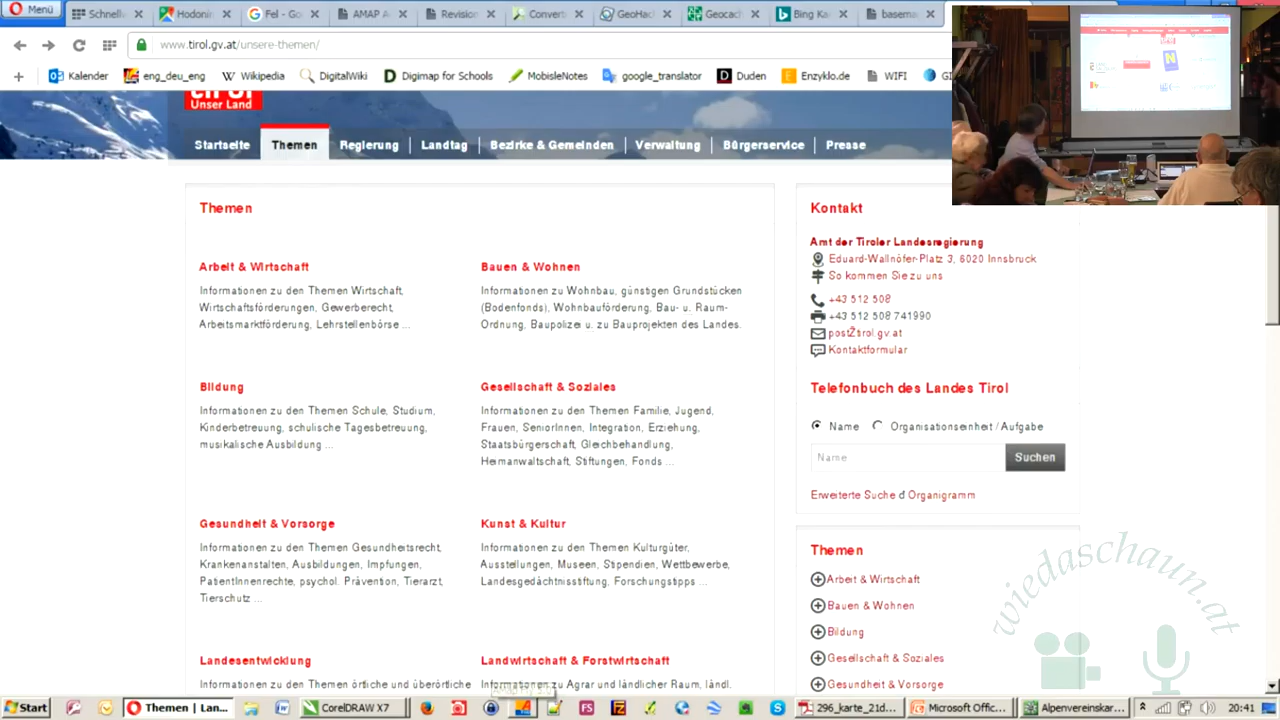 Menü
Schnell
Hodonín
Fel - Go
AMAP
Revision
Convert
GeoHac
Geocach
Bing Ka
basema
www.tirol.gv.at/unsere-themen/
Kalender
eng_deu_eng
Wikipedia
DigitalWiki
Digimap for Schools
MobisleNotes
google_translator
Duden
Enzyklo.de
WIFI
Unser Land
Startseite
Themen
Regierung
Landtag
Bezirke & Gemeinden
Verwaltung
Bürgerservice
Presse
Themen
Arbeit & Wirtschaft
Informationen zu den Themen Wirtschaft,
Wirtschaftsförderungen, Gewerberecht,
Arbeitsmarktförderung, Lehrstellenbörse ...
Bauen & Wohnen
Informationen zu Wohnbau, günstigen Grundstücken
(Bodenfonds), Wohnbauförderung, Bau- u. Raum-
Ordnung, Baupolizei u. zu Bauprojekten des Landes.
Bildung
Informationen zu den Themen Schule, Studium,
Kinderbetreuung, schulische Tagesbetreuung,
musikalische Ausbildung ...
Gesellschaft & Soziales
Informationen zu den Themen Familie, Jugend,
Frauen, SeniorInnen, Integration, Erziehung,
Staatsbürgerschaft, Gleichbehandlung,
Heimanwaltschaft, Stiftungen, Fonds ...
Gesundheit & Vorsorge
Informationen zu den Themen Gesundheitsrecht,
Krankenanstalten, Ausbildungen, Impfungen,
PatientInnenrechte, psychol. Prävention, Tierarzt,
Tierschutz ...
Kunst & Kultur
Informationen zu den Themen Kulturgüter,
Ausstellungen, Museen, Stipendien, Wettbewerbe,
Landesgedächtnisstiftung, Forschungstipps ...
Landesentwicklung
Informationen zu den Themen örtliche und überörtliche
Landwirtschaft & Forstwirtschaft
Informationen zu Agrar und ländlicher Raum, ländl.
Kontakt
Amt der Tiroler Landesregierung
Eduard-Wallnöfer-Platz 3, 6020 Innsbruck
So kommen Sie zu uns
+43 512 508
+43 512 508 741990
postŽtirol.gv.at
Kontaktformular
Telefonbuch des Landes Tirol
Name
Organisationseinheit / Aufgabe
Name
Suchen
Erweiterte Suche đ Organigramm
Themen
Arbeit & Wirtschaft
Bauen & Wohnen
Bildung
Gesellschaft & Soziales
Gesundheit & Vorsorge
wiedaschaun.at
Start
Themen | Lan...
CorelDRAW X7
296_karte_21d...
Microsoft Offic...
Alpenvereinskar...
20:41